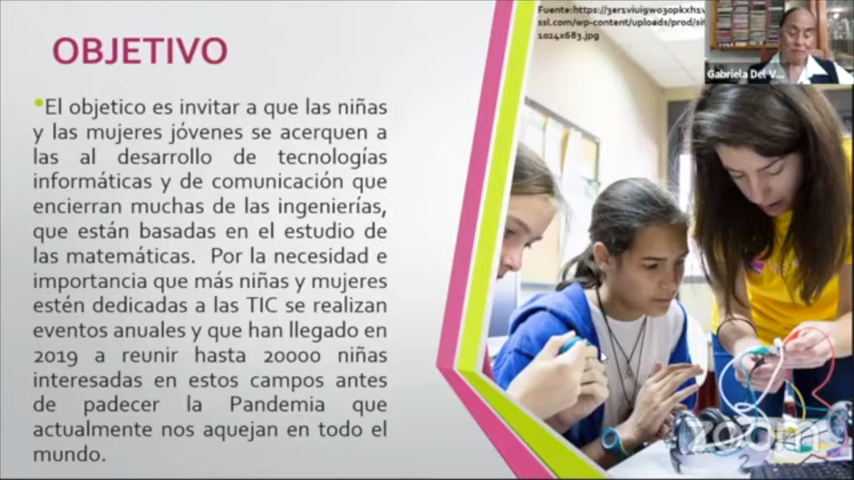 OBJETIVO
•El objetico es invitar a que las niñas
y las mujeres jóvenes se acerquen a
las al desarrollo de tecnologías
informáticas y de comunicación que
encierran muchas de las ingenierías,
que están basadas en el estudio de
las matemáticas. Por la necesidad e
importancia que más niñas y mujeres
estén dedicadas a las TIC se realizan
eventos anuales y que han llegado en
2019 a reunir hasta 20000 niñas
interesadas en estos campos antes
de padecer la Pandemia que
actualmente nos aquejan en todo el
mundo.
ssl.com/wp-content/uploads/prod/sit
1024x683.jpg
Gabriela Del V...
zoom